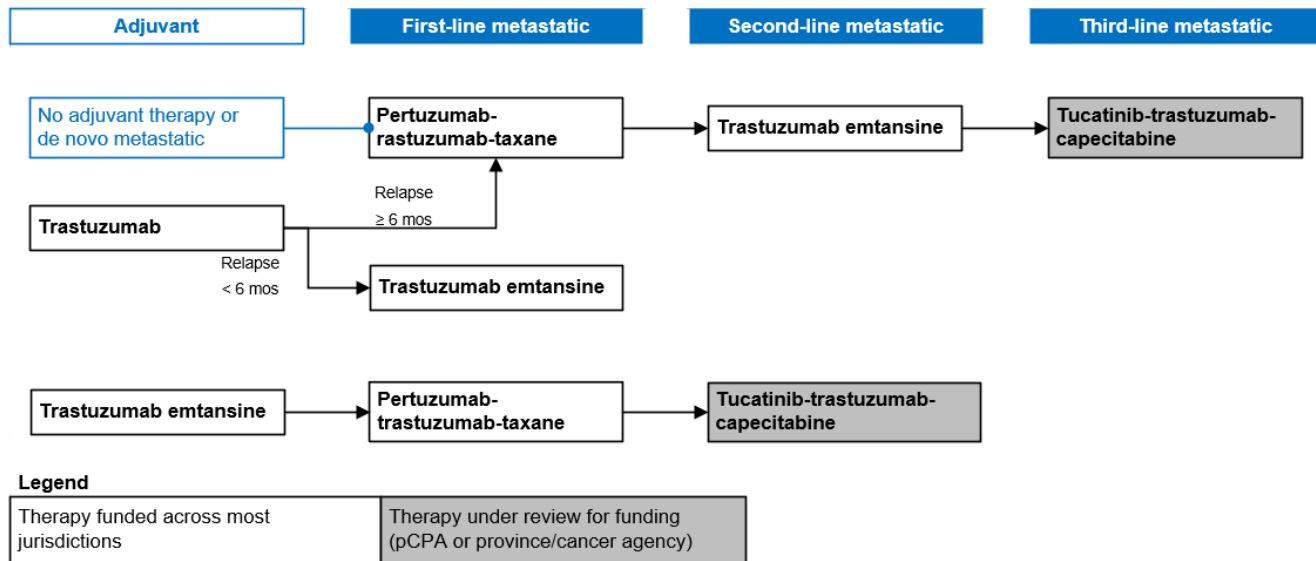 Adjuvant
First-line metastatic
Second-line metastatic
Third-line metastatic
No adjuvant therapy or
de novo metastatic
Pertuzumab-
rastuzumab-taxane
Trastuzumab emtansine
Tucatinib-trastuzumab-
capecitabine
Relapse
≥ 6 mos
Trastuzumab
Relapse
< 6 mos
Trastuzumab emtansine
Trastuzumab emtansine
Pertuzumab-
trastuzumab-taxane
Tucatinib-trastuzumab-
capecitabine
Legend
Therapy funded across most
jurisdictions
Therapy under review for funding
(pCPA or province/cancer agency)